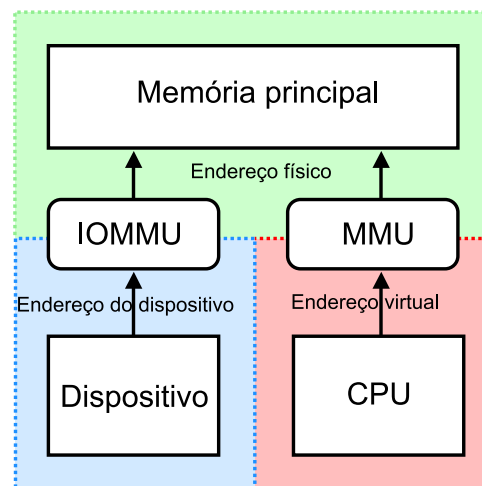 Memória principal
Endereço físico
IOMMU
MMU
Endereço do dispositivo
Endereço virtual
Dispositivo
CPU